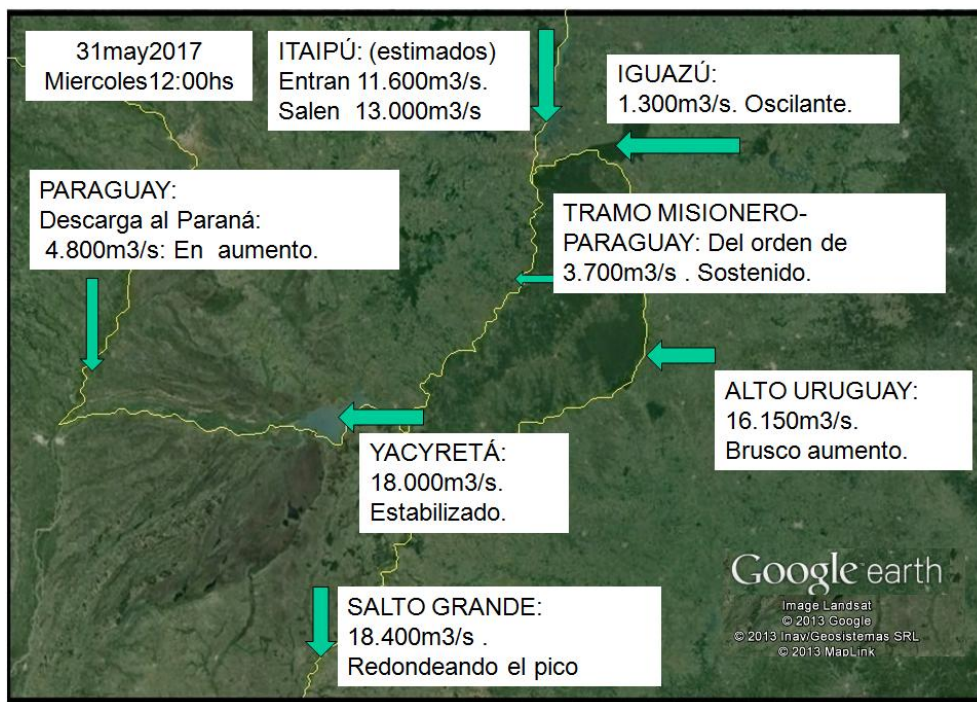 31may2017
Miercoles12:00hs
ITAIPÚ: (estimados)
Entran 11.600m3/s.
Salen 13.000m3/s
IGUAZÚ:
1.300m3/s. Oscilante.
PARAGUAY:
Descarga al Paraná:
4.800m3/s: En aumento.
TRAMO MISIONERO-
PARAGUAY: Del orden de
3.700m3/s . Sostenido.
ALTO URUGUAY:
16.150m3/s.
Brusco aumento.
YACYRETÁ:
18.000m3/s.
Estabilizado.
SALTO GRANDE:
18.400m3/s .
Redondeando el pico
Google earth
Image Landsat
© 2013 Google
© 2013 Inav/Geosistemas SRL
© 2013 MapLink